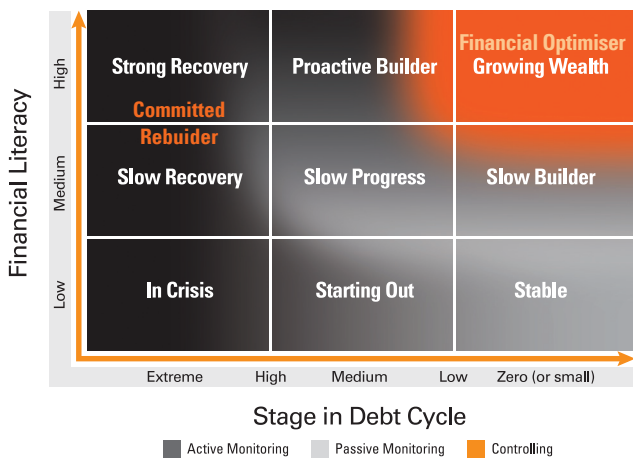 Financial Literacy
High
Medium
Low
Strong Recovery
Proactive Builder
Financial Optimiser
Growing Wealth
Committed
Rebuider
Slow Recovery
Slow Progress
Slow Builder
In Crisis
Starting Out
Stable
Extreme
High
Medium
Low
Zero (or small)
Stage in Debt Cycle
Active Monitoring
Passive Monitoring
Controlling